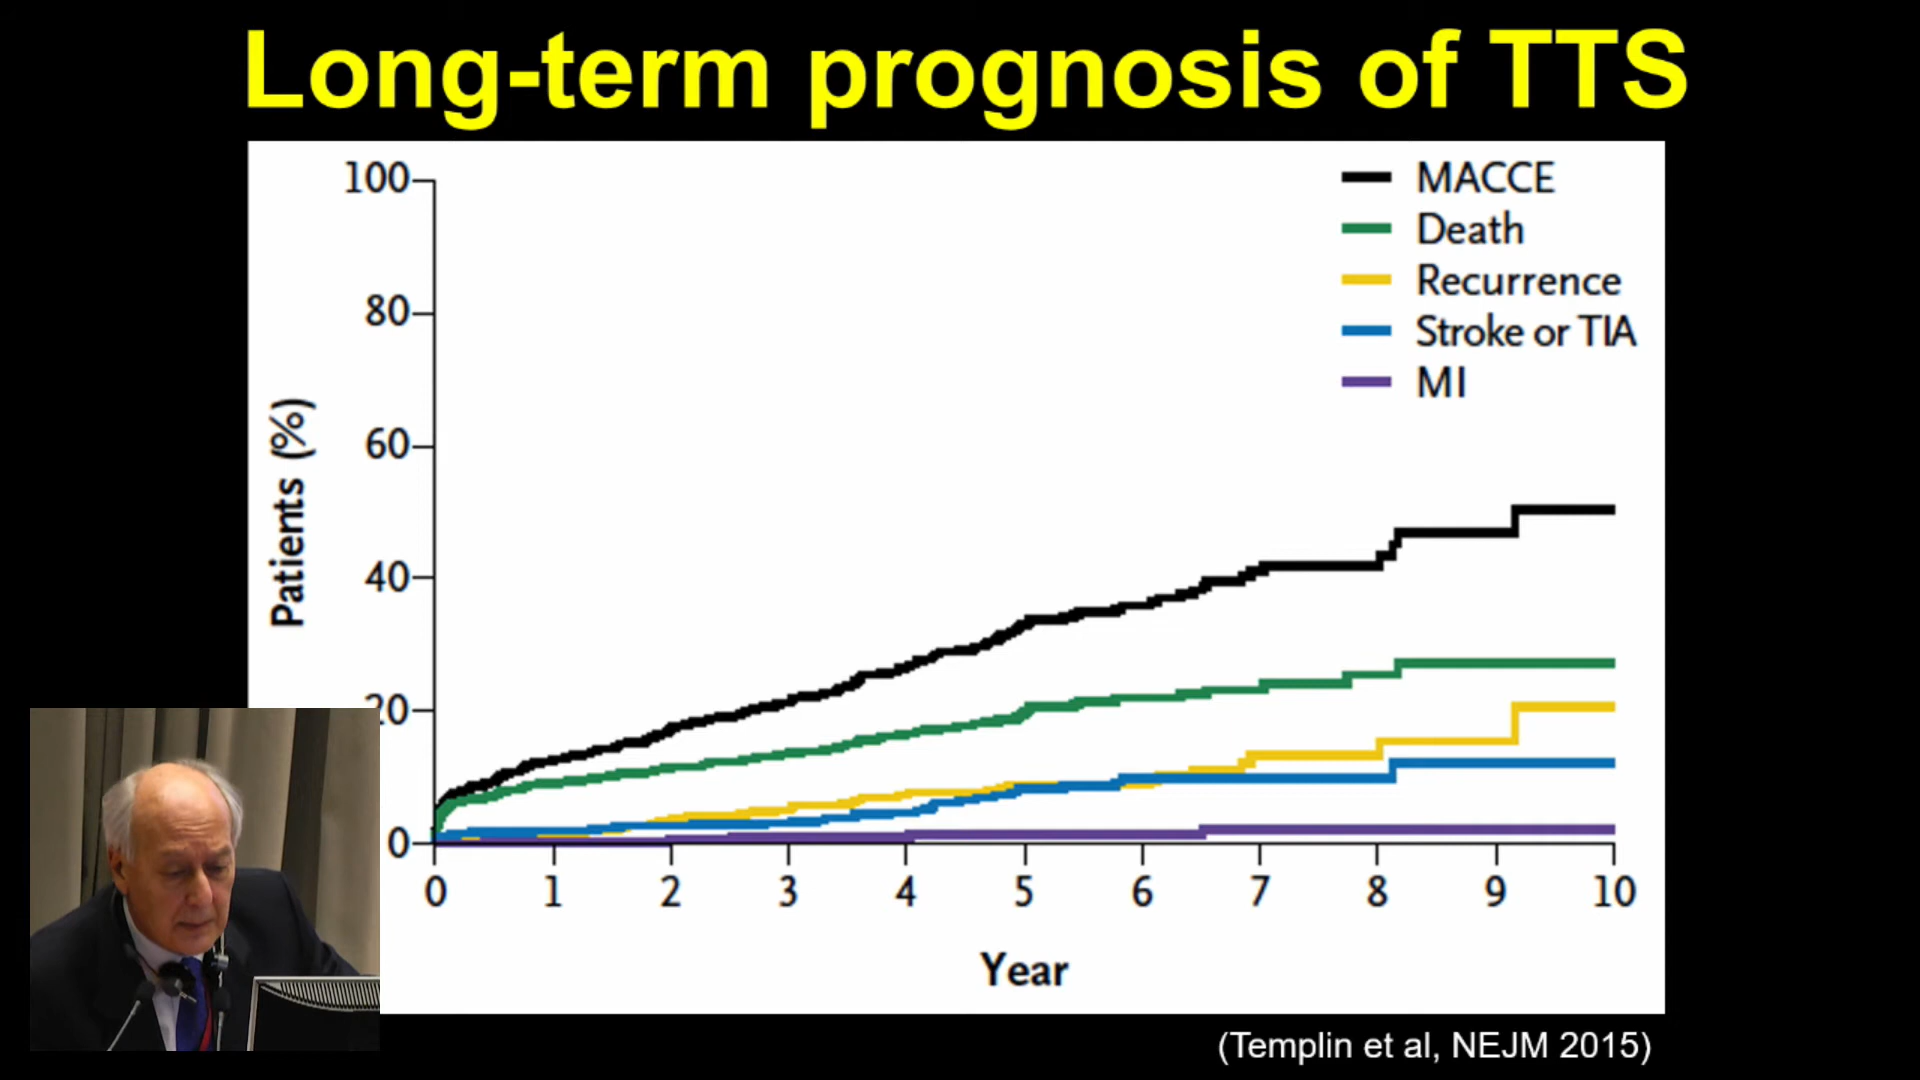 Long-term prognosis of TTS
100
80
60
40
20
0
Patients (%)
MACCE
Death
Recurrence
Stroke or TIA
MI
0 1 2 3 4 5 6 7 8 9 10
Year
(Templin et al, NEJM 2015)